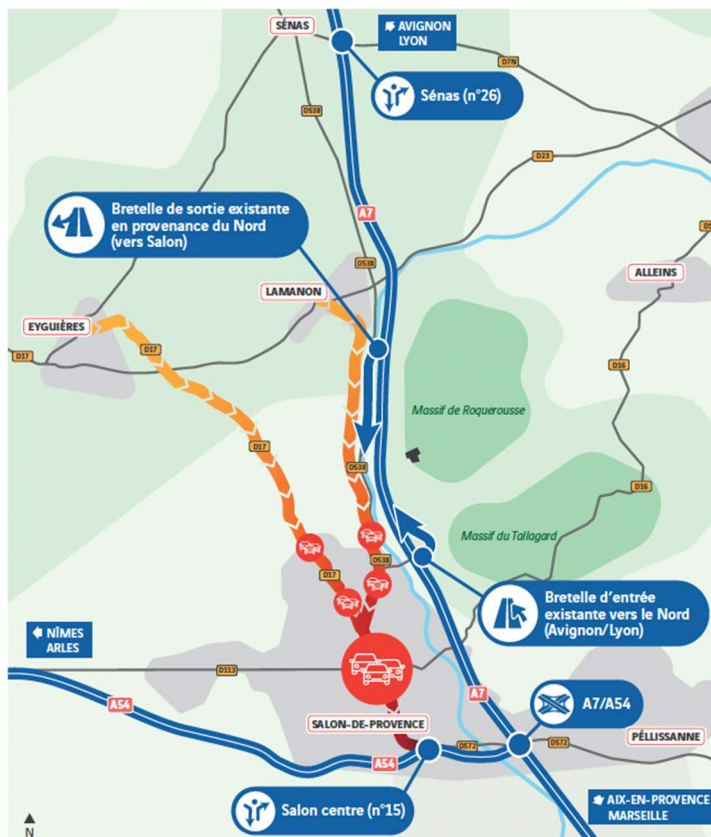 SÉNAS
AVIGNON
LYON
D7N
Sénas (n°26)
D538
D23
A7
Bretelle de sortie existante
en provenance du Nord
(vers Salon)
D538
ALLEINS
LAMANON
EYGUIÈRES
D17
D17
D16
Massif de Roquerousse
D17
D538
D16
Massif du Tallagard
D538
D17
Bretelle d'entrée
existante vers le Nord
(Avignon/Lyon)
NÎMES
ARLES
D113
A54
A7
A7/A54
SALON-DE-PROVENCE
D572
D572
PÉLLISSANNE
A54
Salon centre (n°15)
AIX-EN-PROVENCE
MARSEILLE
N